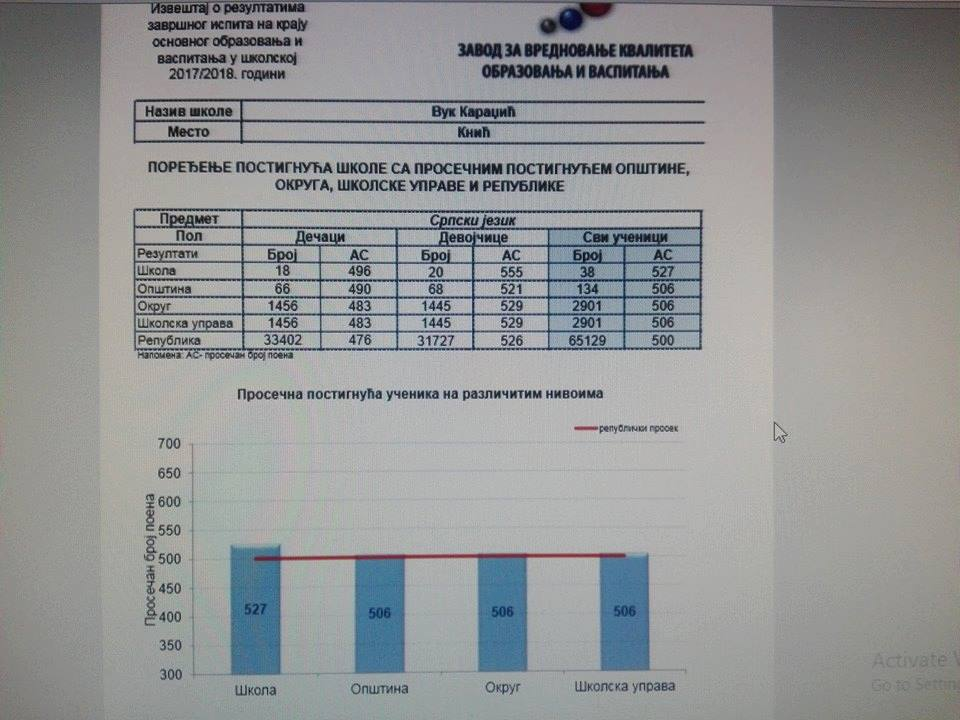 Извештај о резултатима
завршног испита на крају
основног образовања и
васпитања у школској
2017/2018. години
ЗАВОД ЗА ВРЕДНОВАЊЕ КВАЛИТЕТА
ОБРАЗОВАЊА И ВАСПИТАЊА
Назив школе Вук Караџић
Место Кнић
ПОРЕЂЕЊЕ ПОСТИГНУЋА ШКОЛЕ СА ПРОСЕЧНИМ ПОСТИГНУЋЕМ ОПШТИНЕ,
ОКРУГА, ШКОЛСКЕ УПРАВЕ И РЕПУБЛИКЕ
Предмет Српски језик
Пол Дечаци Девојчице Сви ученици
Резултати Број АС Број АС Број АС
Школа 18 496 20 555 38 527
Општина 66 490 68 521 134 506
Округ 1456 483 1445 529 2901 506
Школска управа 1456 483 1445 529 2901 506
Република 33402 476 31727 526 65129 500
Напомена: АС- просечан број поена
Просечна постигнућа ученика на различитим нивоима
републички просек
Просечан број поена
700
650
600
550
500
450
400
350
300
527 506 506 506
Школа Општина Округ Школска управа
Activate
Go to Setting